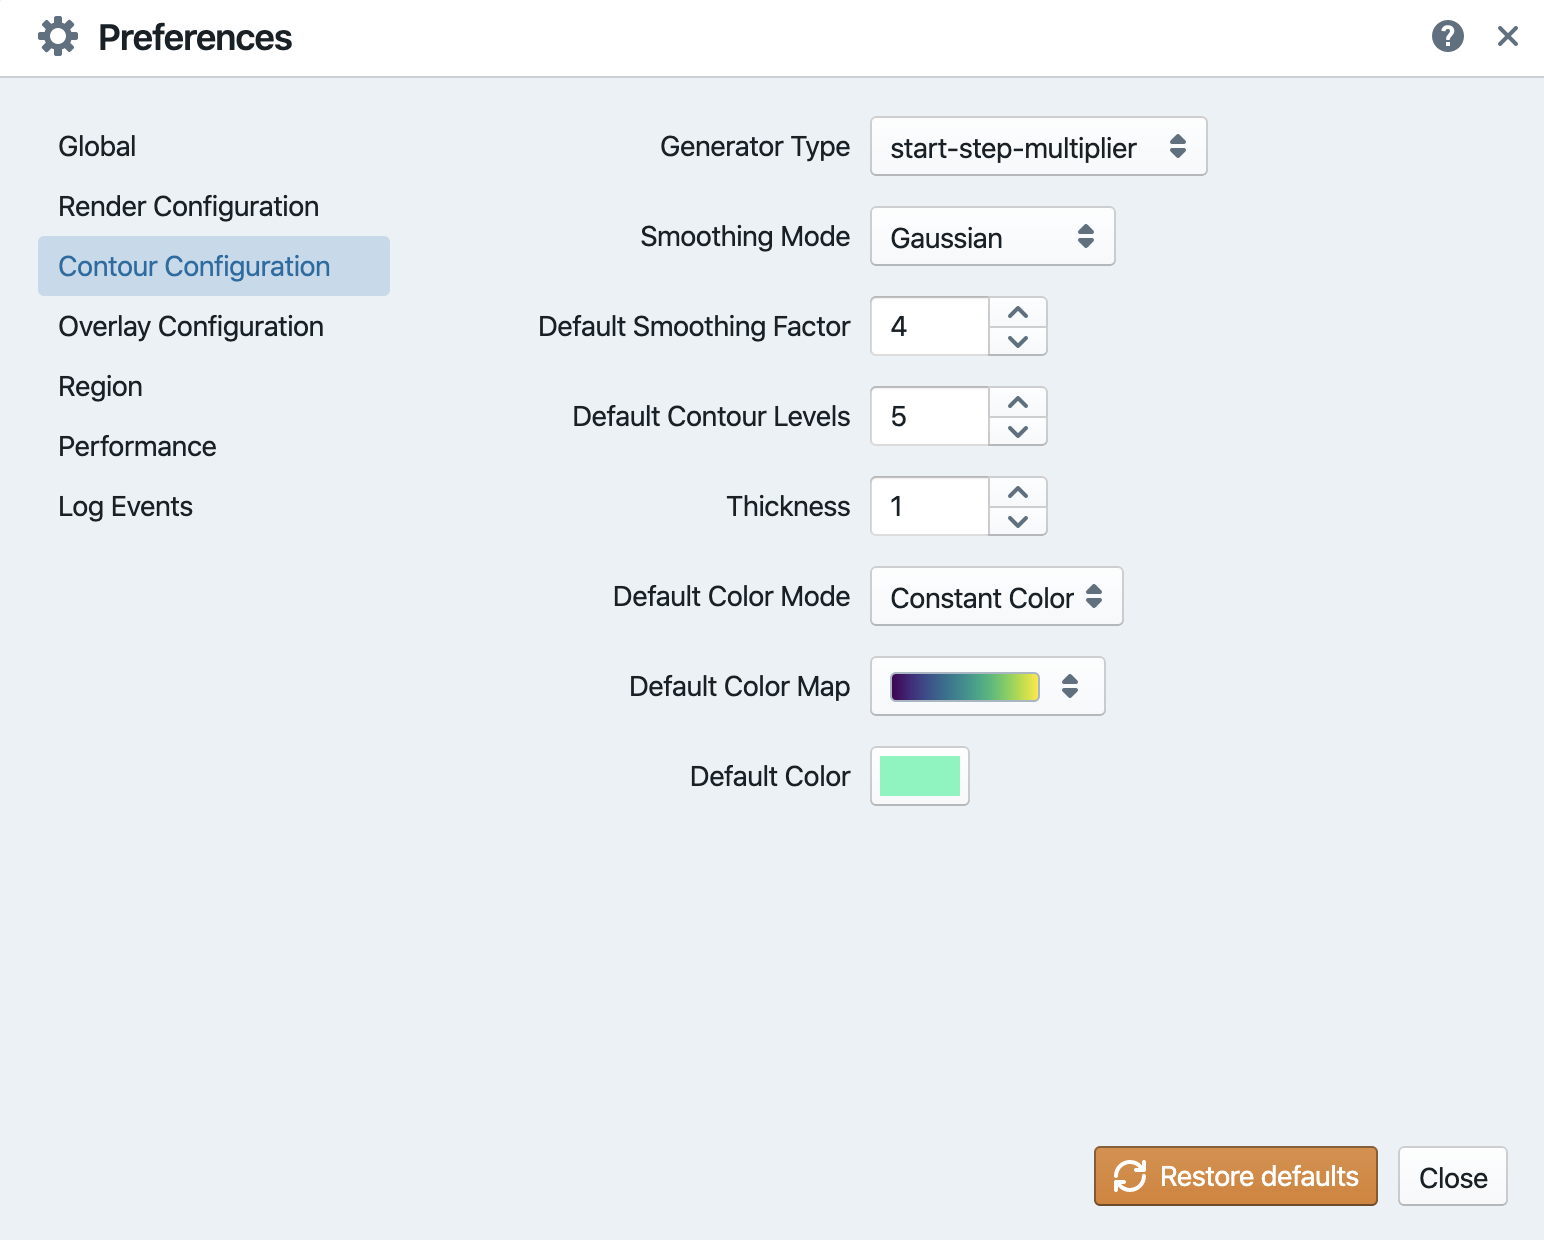 Preferences
Global
Render Configuration
Contour Configuration
Overlay Configuration
Region
Performance
Log Events
Generator Type start-step-multiplier
Smoothing Mode Gaussian
Default Smoothing Factor 4
Default Contour Levels 5
Thickness 1
Default Color Mode Constant Color
Default Color Map
Default Color
Restore defaults Close